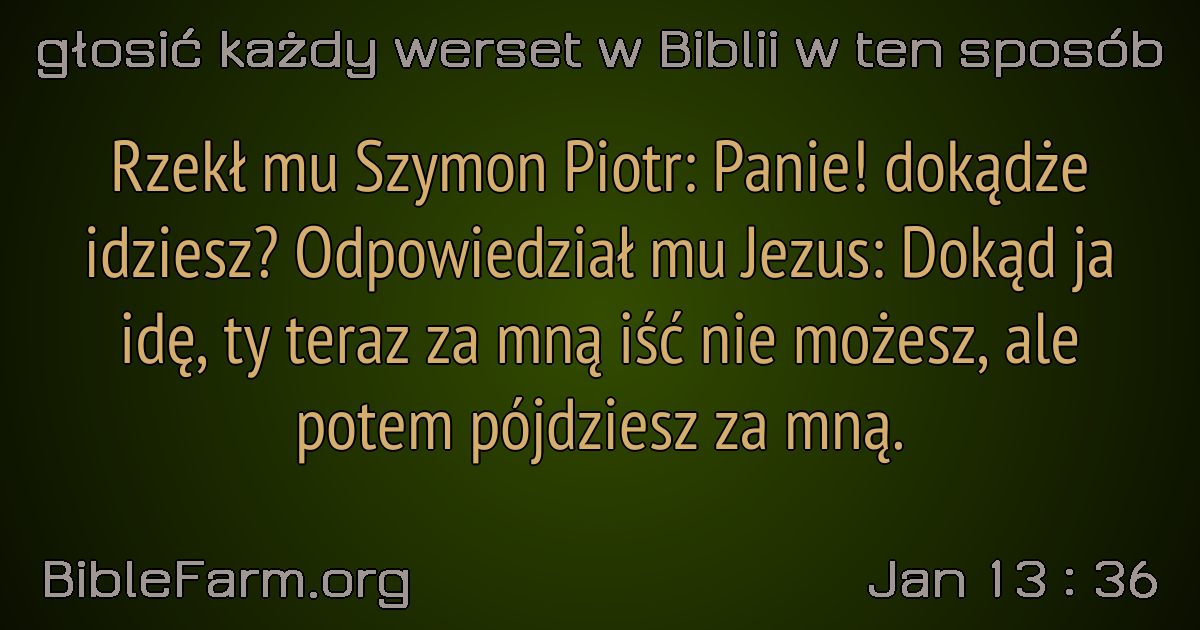 głosić każdy werset w Biblii w ten sposób
Rzekł mu Szymon Piotr: Panie! dokądże
idziesz? Odpowiedział mu Jezus: Dokąd ja
idę, ty teraz za mną iść nie możesz, ale
potem pójdziesz za mną.
BibleFarm.org
Jan 13 : 36